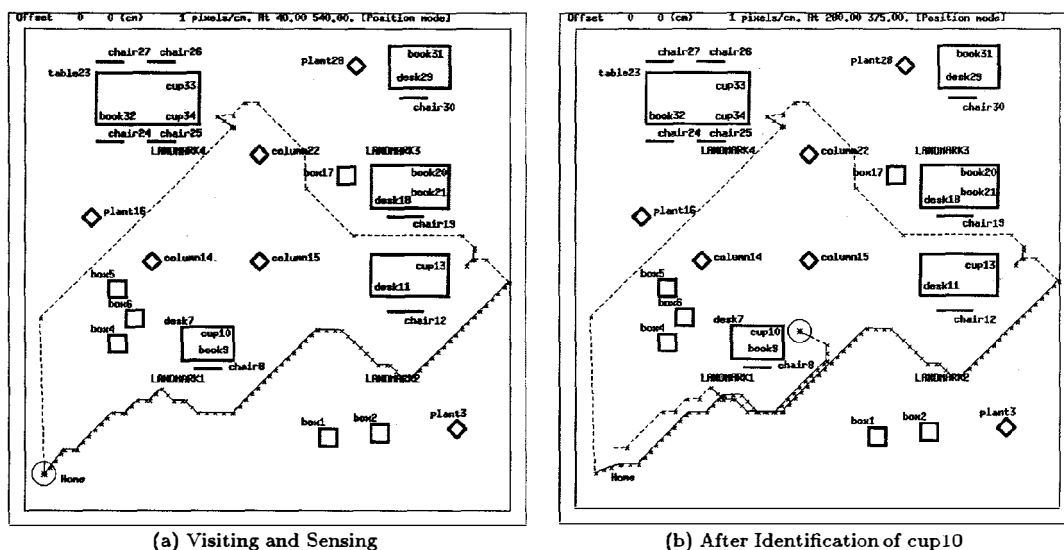 Offset 0 0 (cm) 1 pixels/cm. At 40.00 540.00. [Position mode]
chair27 chair26
table23
cup33
book32 cup34
chair24 chair25
LANDMARK4
plant28
book31
desk29
chair30
column22
box17
LANDMARK3
book20
book21
desk18
chair19
plant16
column14
column15
box5
box6
box4
cup13
desk11
chair12
desk7
cup10
book9
chair8
LANDMARK1
LANDMARK2
box1
box2
plant3
Home
(a) Visiting and Sensing
Offset 0 0 (cm) 1 pixels/cm. At 280.00 375.00. [Position mode]
chair27 chair26
table23
cup33
book32 cup34
chair24 chair25
LANDMARK4
plant28
book31
desk29
chair30
column22
box17
LANDMARK3
book20
book21
desk18
chair19
plant16
column14
column15
box5
box6
box4
cup13
desk11
chair12
desk7
cup10
book9
chair8
LANDMARK1
LANDMARK2
box1
box2
plant3
Home
(b) After Identification of cup10